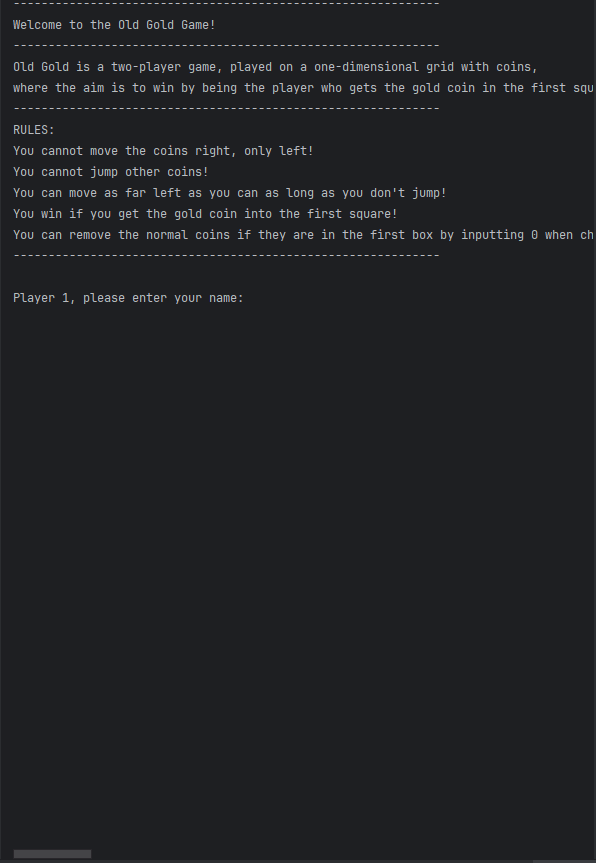 -------------------------------------------------------------
Welcome to the Old Gold Game!
-------------------------------------------------------------
Old Gold is a two-player game, played on a one-dimensional grid with coins,
where the aim is to win by being the player who gets the gold coin in the first squ
-------------------------------------------------------------
RULES:
You cannot move the coins right, only left!
You cannot jump other coins!
You can move as far left as you can as long as you don't jump!
You win if you get the gold coin into the first square!
You can remove the normal coins if they are in the first box by inputting 0 when ch
-------------------------------------------------------------
Player 1, please enter your name: